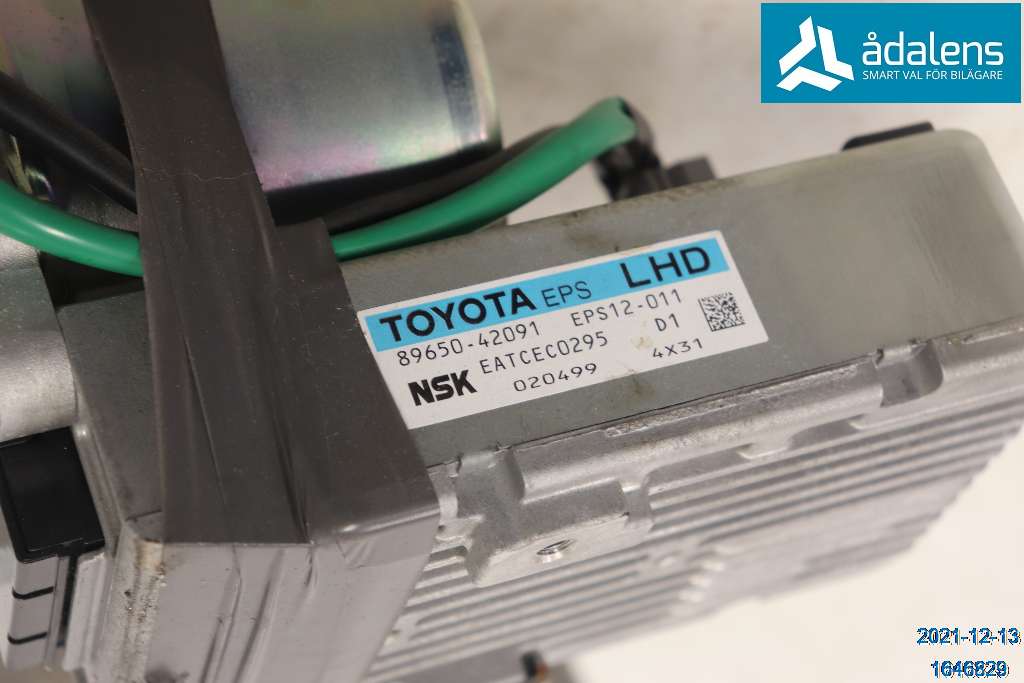 ådalens
SMART VAL FÖR BILÄGARE
TOYOTA EPS LHD
89650-42091 EPS12-011
NSK EATCEC0295 D1
020499 4X31
2021-12-13
1646829